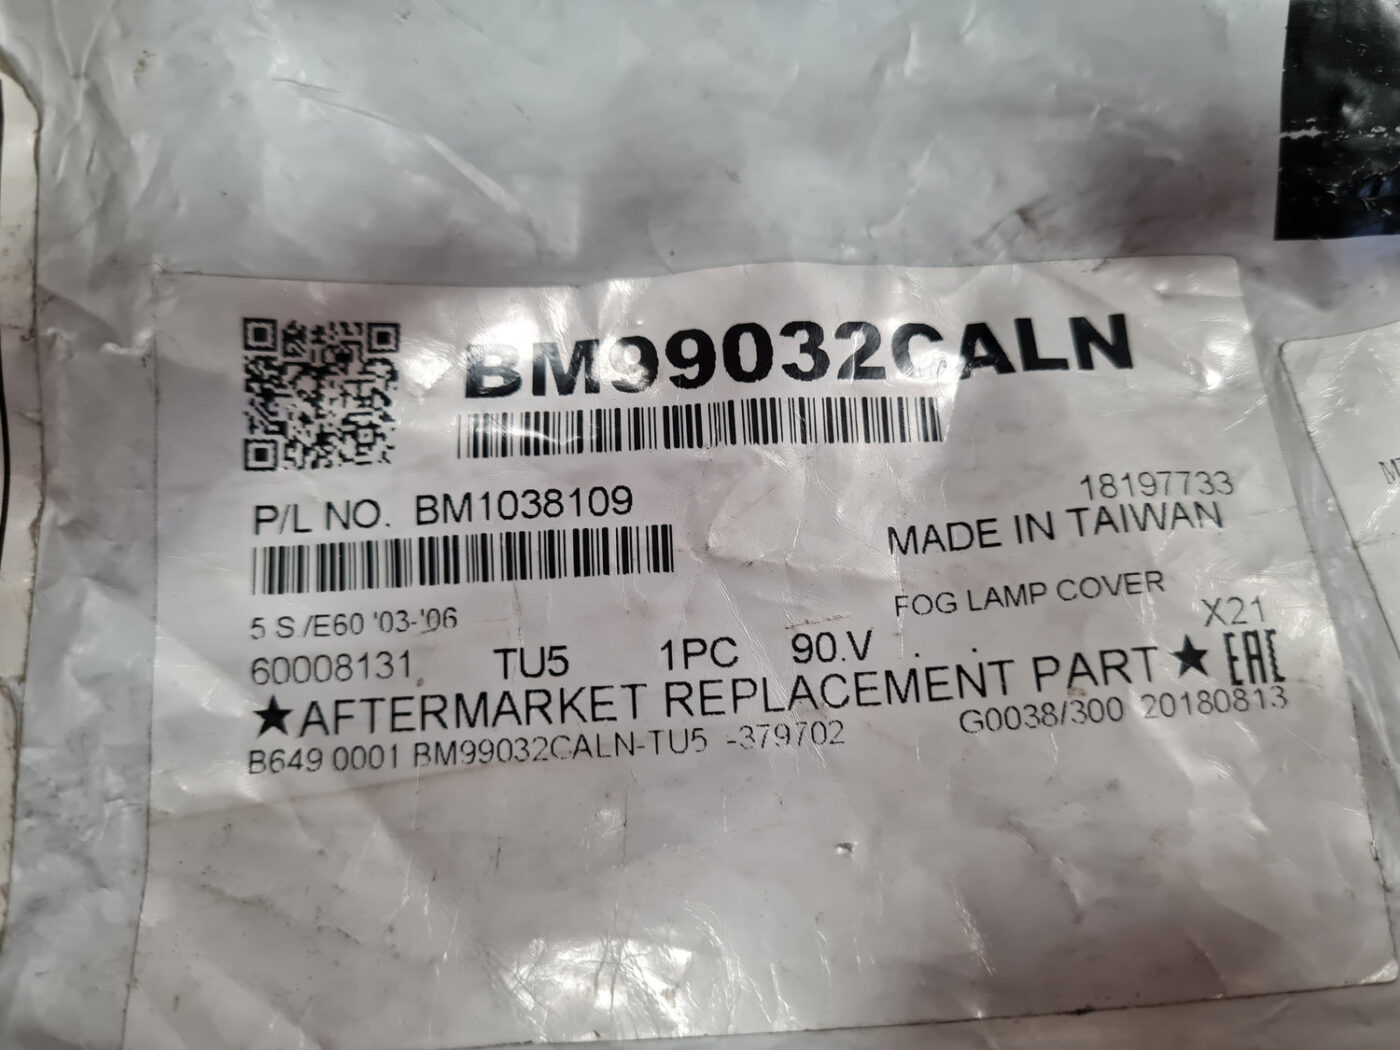 BM99032CALN
P/L NO. BM1038109
18197733
MADE IN TAIWAN
5 S /E60 '03-'06
FOG LAMP COVER
60008131 TU5 1PC 90.V . . X21
★AFTERMARKET REPLACEMENT PART★ EAC
B649 0001 BM99032CALN-TU5 -379702 G0038/300 20180813